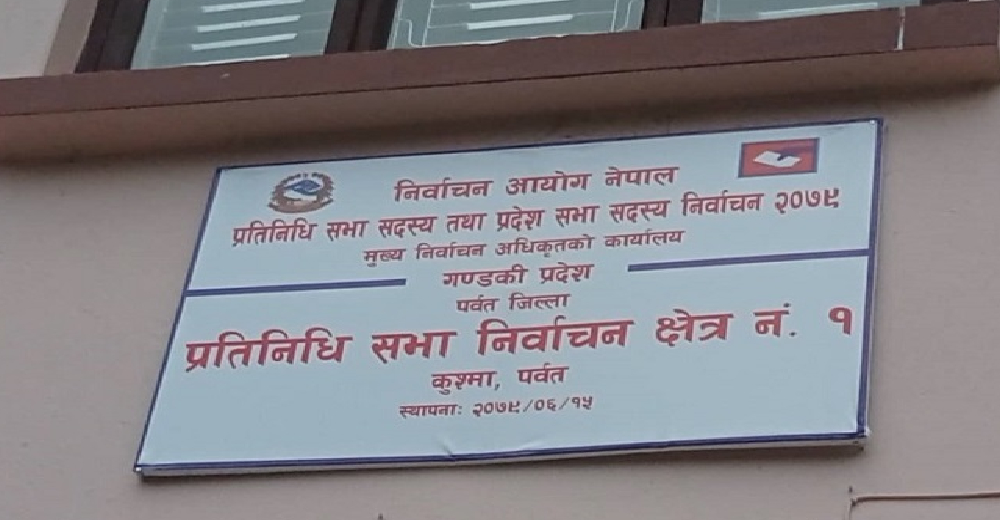 निर्वाचन आयोग नेपाल
प्रतिनिधि सभा सदस्य तथा प्रदेश सभा सदस्य निर्वाचन २०७९
मुख्य निर्वाचन अधिकृतको कार्यालय
गण्डकी प्रदेश
पर्वत जिल्ला
प्रतिनिधि सभा निर्वाचन क्षेत्र नं. १
कुश्मा, पर्वत
स्थापनाः २०७९/०६/१५